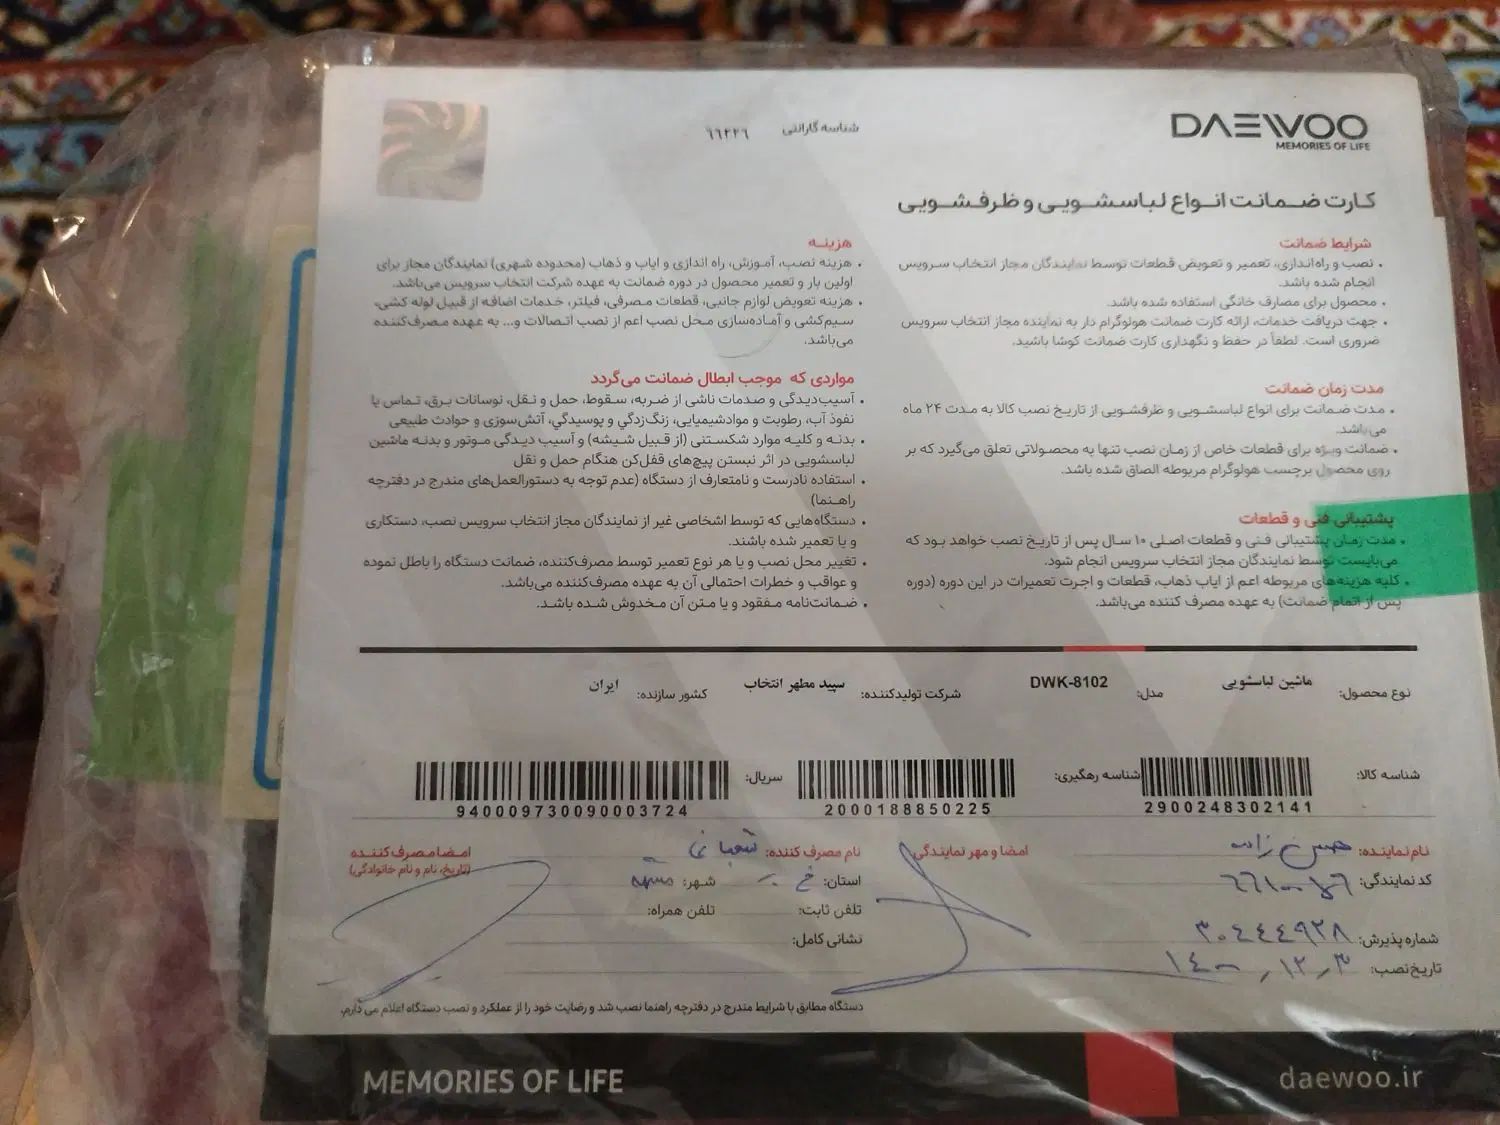 DAEWOO
MEMORIES OF LIFE
شناسه گارانتی ٦٦٢٢٦
کارت ضمانت انواع لباسشویی و ظرفشویی
شرایط ضمانت
• نصب و راه‌اندازی، تعمیر و تعویض قطعات توسط نمایندگان مجاز انتخاب سرویس
انجام شده باشد.
• محصول برای مصارف خانگی استفاده شده باشد.
• جهت دریافت خدمات، ارائه کارت ضمانت هولوگرام دار به نماینده مجاز انتخاب سرویس
ضروری است. لطفاً در حفظ و نگهداری کارت ضمانت کوشا باشید.
مدت زمان ضمانت
• مدت ضمانت برای انواع لباسشویی و ظرفشویی از تاریخ نصب کالا به مدت ۲۴ ماه
می‌باشد.
• ضمانت ویژه برای قطعات خاص از زمان نصب تنها به محصولاتی تعلق می‌گیرد که بر
روی محصول برچسب هولوگرام مربوطه الصاق شده باشد.
پشتیبانی فنی و قطعات
• مدت زمان پشتیبانی فنی و قطعات اصلی ۱۰ سال پس از تاریخ نصب خواهد بود که
می‌بایست توسط نمایندگان مجاز انتخاب سرویس انجام شود.
• کلیه هزینه‌های مربوطه اعم از ایاب ذهاب، قطعات و اجرت تعمیرات در این دوره (دوره
پس از اتمام ضمانت) به عهده مصرف کننده می‌باشد.
هزینه
• هزینه نصب، آموزش، راه اندازی و ایاب و ذهاب (محدوده شهری) نمایندگان مجاز برای
اولین بار و تعمیر محصول در دوره ضمانت به عهده شرکت انتخاب سرویس می‌باشد.
• هزینه تعویض لوازم جانبی، قطعات مصرفی، فیلتر، خدمات اضافه از قبیل لوله کشی،
سیم‌کشی و آماده‌سازی محل نصب اعم از نصب اتصالات و... به عهده مصرف‌کننده
می‌باشد.
مواردی که موجب ابطال ضمانت می‌گردد
• آسیب‌دیدگی و صدمات ناشی از ضربه، سقوط، حمل و نقل، نوسانات برق، تماس یا
نفوذ آب، رطوبت و موادشیمیایی، زنگ‌زدگی و پوسیدگی، آتش‌سوزی و حوادث طبیعی
• بدنه و کلیه موارد شکستنی (از قبیل شیشه) و آسیب دیدگی موتور و بدنه ماشین
لباسشویی در اثر نبستن پیچ‌های قفل‌کن هنگام حمل و نقل
• استفاده نادرست و نامتعارف از دستگاه (عدم توجه به دستورالعمل‌های مندرج در دفترچه
راهنما)
• دستگاه‌هایی که توسط اشخاصی غیر از نمایندگان مجاز انتخاب سرویس نصب، دستکاری
و یا تعمیر شده باشند.
• تغییر محل نصب و یا هر نوع تعمیر توسط مصرف‌کننده، ضمانت دستگاه را باطل نموده
و عواقب و خطرات احتمالی آن به عهده مصرف‌کننده می‌باشد.
• ضمانت‌نامه مفقود و یا متن آن مخدوش شده باشد.
نوع محصول: ماشین لباسشویی مدل: DWK-8102 شرکت تولیدکننده: سپید مطهر انتخاب کشور سازنده: ایران
شناسه کالا: 2900248302141 شناسه رهگیری: 2000188850225 سریال: 940009730090003724
نام نماینده: حسن زاده امضا و مهر نمایندگی
کد نمایندگی:
شماره پذیرش: ۳۰۴۴۴۹۲۸
تاریخ نصب: ۱۴۰۰,۱۲,۳
نام مصرف کننده: شعبانی امضا مصرف کننده
(تاریخ، نام و نام خانوادگی)
استان: شهر: مشهد
تلفن ثابت: تلفن همراه:
نشانی کامل:
دستگاه مطابق با شرایط مندرج در دفترچه راهنما نصب شد و رضایت خود را از عملکرد و نصب دستگاه اعلام می دارم.
MEMORIES OF LIFE daewoo.ir